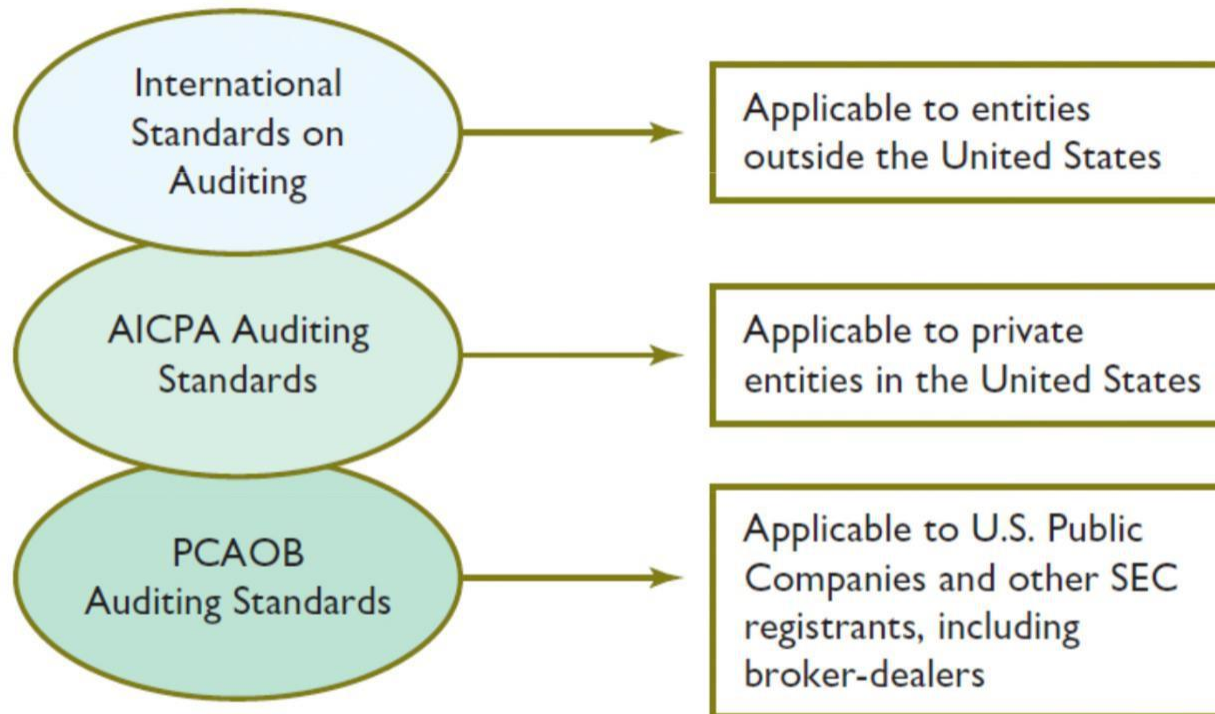 International
Standards on
Auditing
Applicable to entities
outside the United States
AICPA Auditing
Standards
Applicable to private
entities in the United States
PCAOB
Auditing Standards
Applicable to U.S. Public
Companies and other SEC
registrants, including
broker-dealers